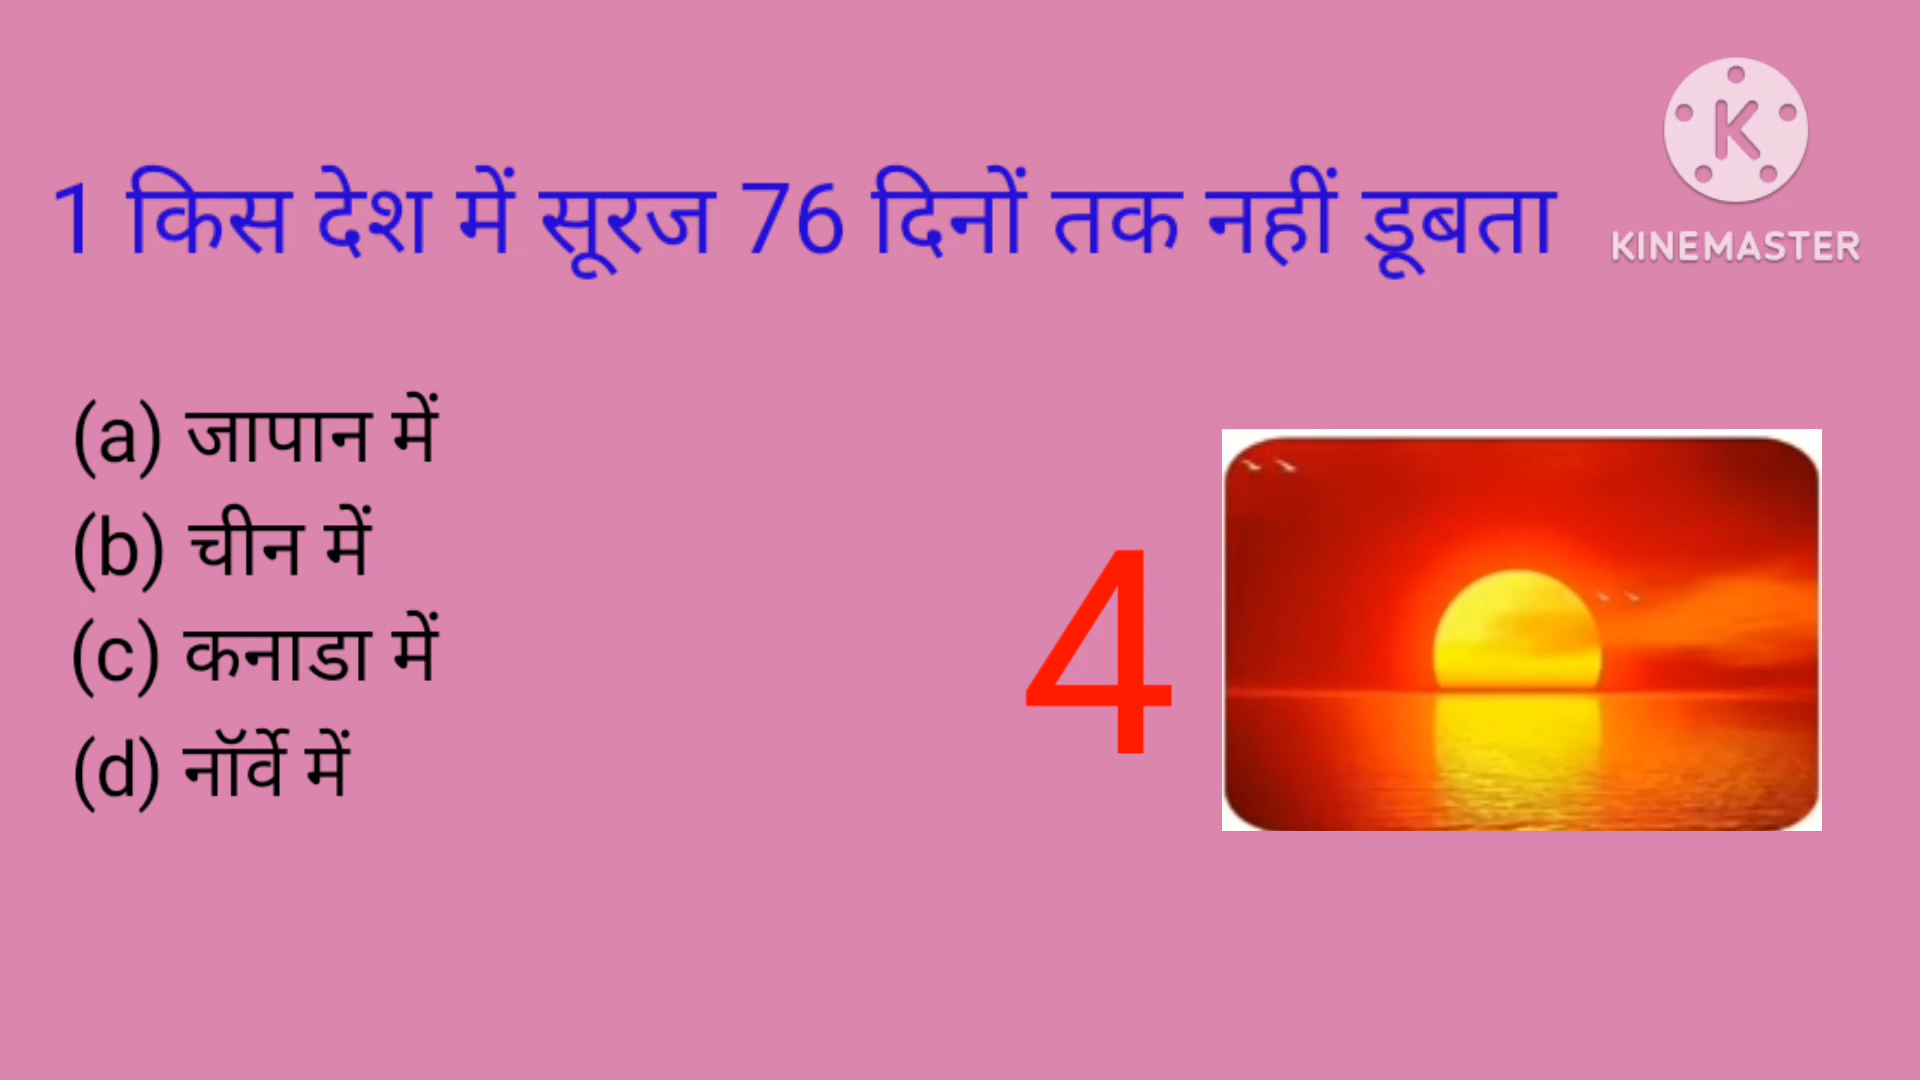 1 किस देश में सूरज 76 दिनों तक नहीं डूबता
K
KINEMASTER
(a) जापान में
(b) चीन में
(c) कनाडा में
(d) नॉर्वे में
4